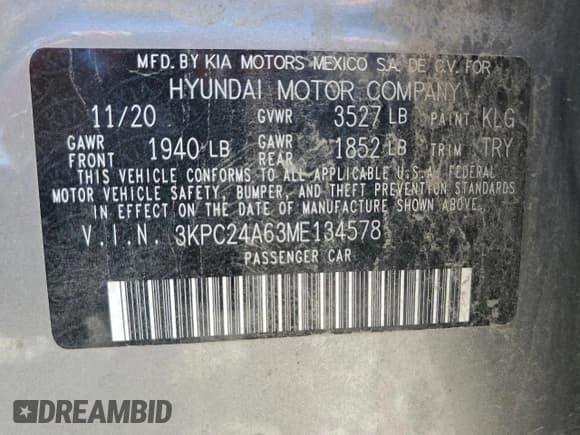 MFD. BY KIA MOTORS MEXICO S.A. DE C.V. FOR
HYUNDAI MOTOR COMPANY
11/20 GVWR 3527 LB PAINT KLG
GAWR FRONT 1940 LB GAWR REAR 1852 LB TRIM TRY
THIS VEHICLE CONFORMS TO ALL APPLICABLE U.S.A. FEDERAL
MOTOR VEHICLE SAFETY, BUMPER, AND THEFT PREVENTION STANDARDS
IN EFFECT ON THE DATE OF MANUFACTURE SHOWN ABOVE.
V.I.N. 3KPC24A63ME134578
PASSENGER CAR
DREAMBID